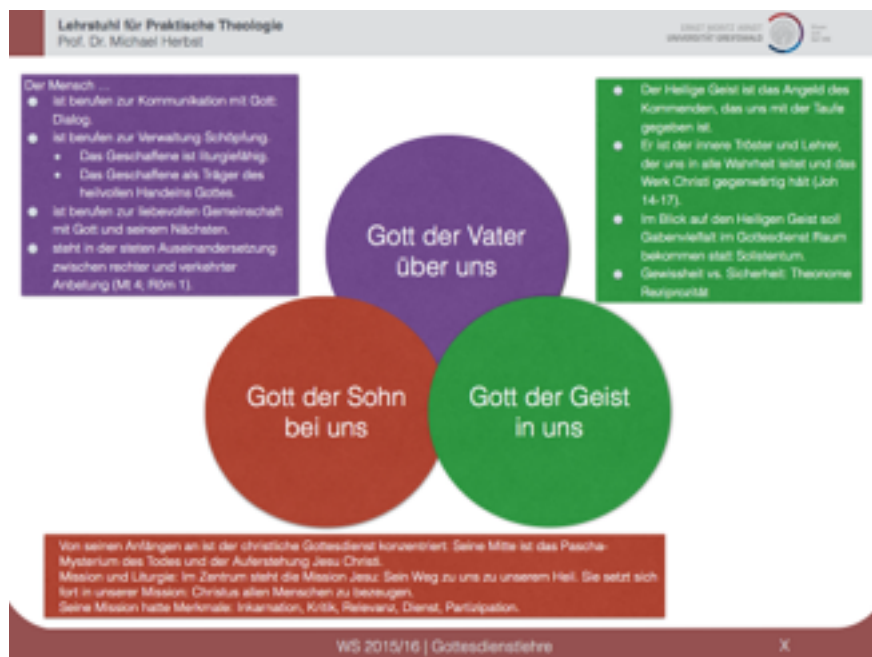 Lehrstuhl für Praktische Theologie
Prof. Dr. Michael Herbst
ERNST MORITZ ARNDT
UNIVERSITÄT GREIFSWALD
Der Mensch ...
ist berufen zur Kommunikation mit Gott:
Dialog.
ist berufen zur Verwaltung Schöpfung.
Das Geschaffene ist liturgiefähig.
Das Geschaffene als Träger des
heilvollen Handelns Gottes.
ist berufen zur liebevollen Gemeinschaft
mit Gott und seinem Nächsten.
steht in der steten Auseinandersetzung
zwischen rechter und verkehrter
Anbetung (Mt 4, Röm 1).
Der Heilige Geist ist das Angeld des
Kommenden, das uns mit der Taufe
gegeben ist.
Er ist der innere Tröster und Lehrer,
der uns in alle Wahrheit leitet und das
Werk Christi gegenwärtig hält (Joh
14-17).
Im Blick auf den Heiligen Geist soll
Gabenvielfalt im Gottesdienst Raum
bekommen statt Solistentum.
Gewissheit vs. Sicherheit: Theonome
Reziprozität
Gott der Vater
über uns
Gott der Sohn
bei uns
Gott der Geist
in uns
Von seinen Anfängen an ist der christliche Gottesdienst konzentriert: Seine Mitte ist das Pascha-
Mysterium des Todes und der Auferstehung Jesu Christi.
Mission und Liturgie: Im Zentrum steht die Mission Jesu: Sein Weg zu uns zu unserem Heil. Sie setzt sich
fort in unserer Mission: Christus allen Menschen zu bezeugen.
Seine Mission hatte Merkmale: Inkarnation, Kritik, Relevanz, Dienst, Partizipation.
WS 2015/16 | Gottesdienstlehre
X